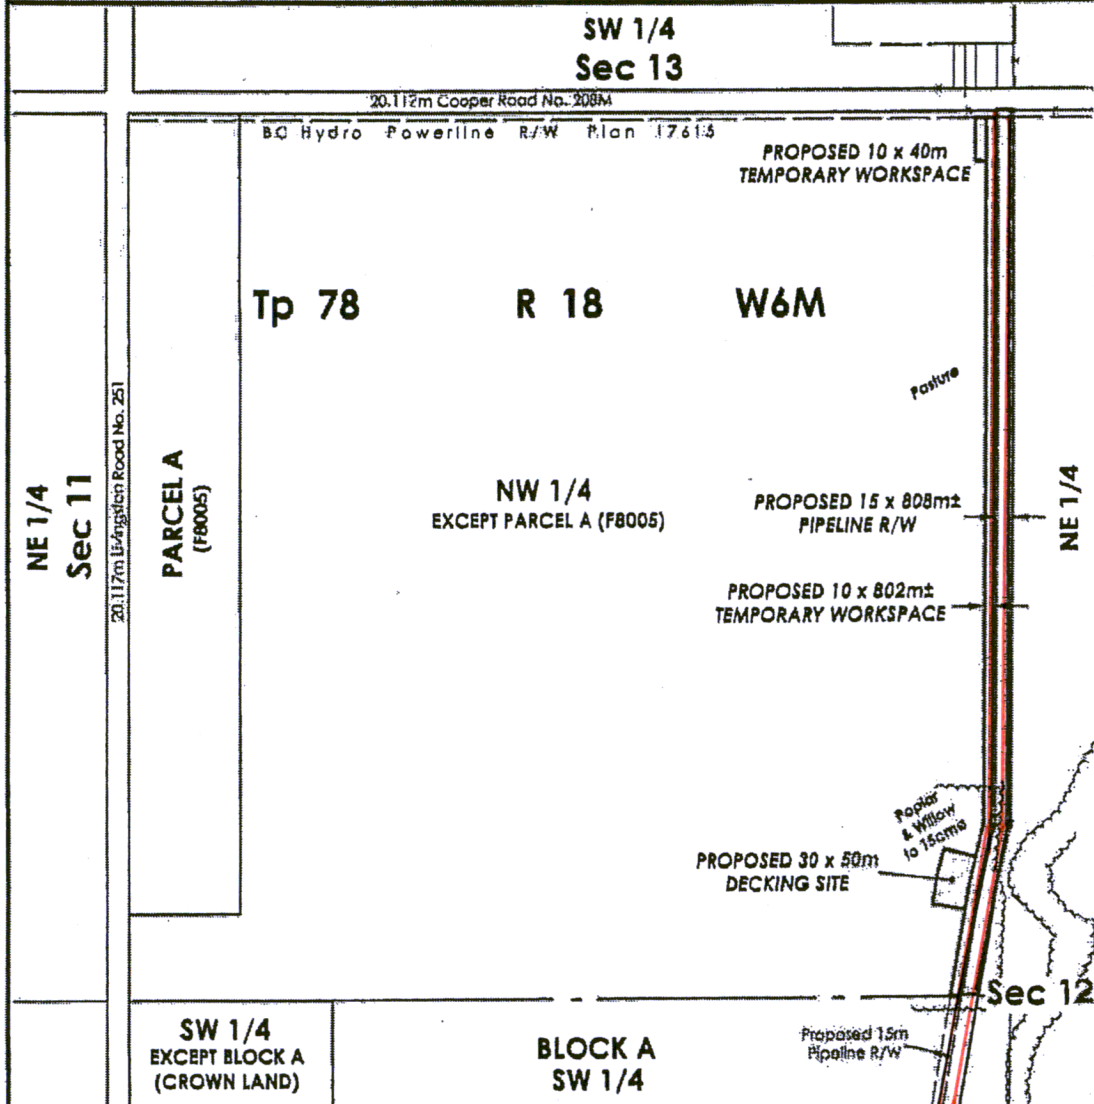 SW 1/4
Sec 13
20.112m Cooper Road No. 208M
BC Hydro Powerline R/W Plan 17615
PROPOSED 10 x 40m
TEMPORARY WORKSPACE
Tp 78 R 18 W6M
Pasture
NE 1/4
Sec 11
20.117m Livingston Road No. 251
PARCEL A
(F8005)
NW 1/4
EXCEPT PARCEL A (F8005)
PROPOSED 15 x 808m±
PIPELINE R/W
NE 1/4
PROPOSED 10 x 802m±
TEMPORARY WORKSPACE
Poplar
& Willow
to 15cmø
PROPOSED 30 x 50m
DECKING SITE
Sec 12
SW 1/4
EXCEPT BLOCK A
(CROWN LAND)
BLOCK A
SW 1/4
Proposed 15m
Pipeline R/W